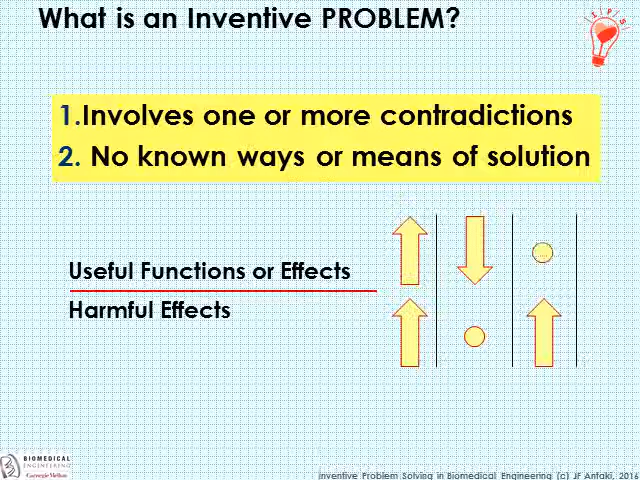 What is an Inventive PROBLEM?
I P S
1.Involves one or more contradictions
2. No known ways or means of solution
Useful Functions or Effects
Harmful Effects
BIOMEDICAL
ENGINEERING
Carnegie Mellon
Inventive Problem Solving in Biomedical Engineering (c) JF Antaki, 2016